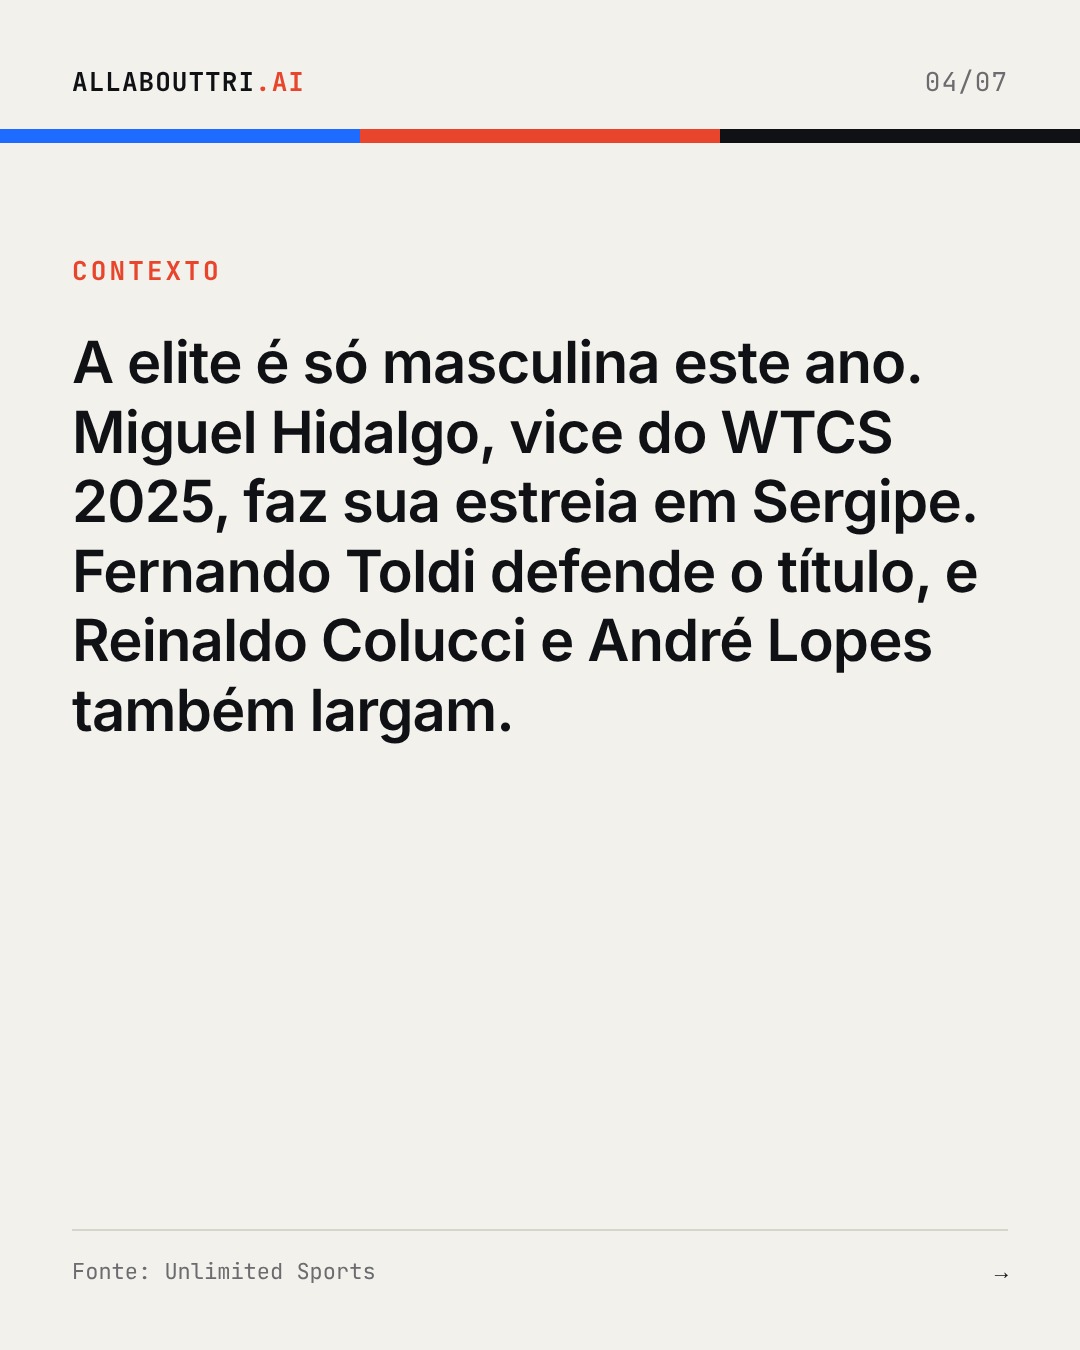 ALLABOUTTRI.AI
04/07
CONTEXTO
A elite é só masculina este ano.
Miguel Hidalgo, vice do WTCS
2025, faz sua estreia em Sergipe.
Fernando Toldi defende o título, e
Reinaldo Colucci e André Lopes
também largam.
Fonte: Unlimited Sports
→